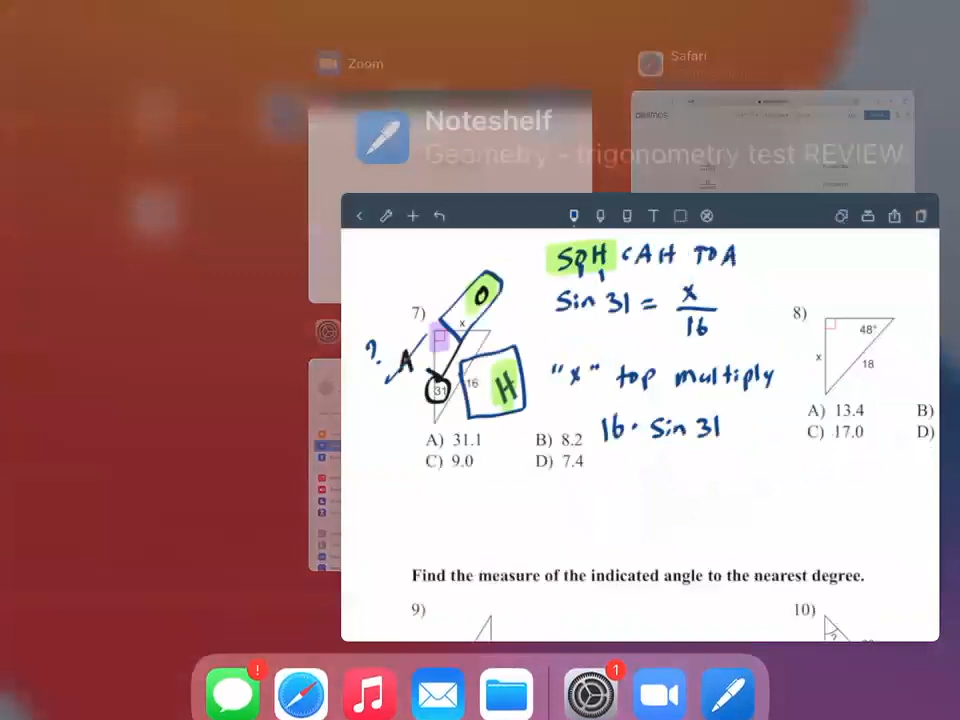 Zoom
Safari
Noteshelf
Geometry - trigonometry test REVIEW
desmos
T
SOH CAH TOA
7)
O
x
Sin 31 = x
16
8)
48°
?
A
x
18
31
16
H
"x" top multiply
A) 13.4 B)
C) 17.0 D)
16 · Sin 31
A) 31.1 B) 8.2
C) 9.0 D) 7.4
Find the measure of the indicated angle to the nearest degree.
9) 10)
?
!
1